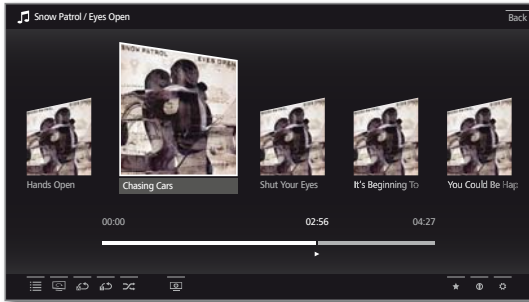 Snow Patrol / Eyes Open
Back
SNOW PATROL
EYES OPEN
Hands Open
Chasing Cars
Shut Your Eyes
It's Beginning To
You Could Be Hap
00:00
02:56
04:27